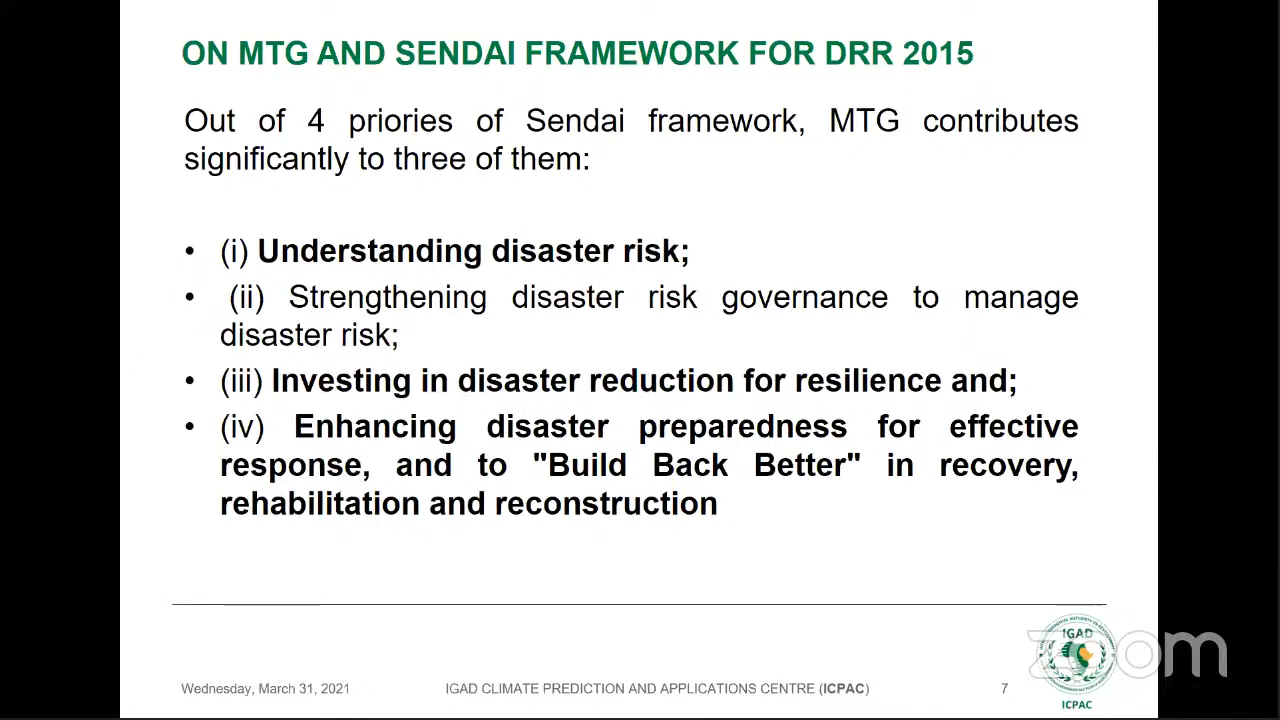 ON MTG AND SENDAI FRAMEWORK FOR DRR 2015
Out of 4 priories of Sendai framework, MTG contributes
significantly to three of them:
• (i) Understanding disaster risk;
• (ii) Strengthening disaster risk governance to manage
disaster risk;
• (iii) Investing in disaster reduction for resilience and;
• (iv) Enhancing disaster preparedness for effective
response, and to "Build Back Better" in recovery,
rehabilitation and reconstruction
Wednesday, March 31, 2021
IGAD CLIMATE PREDICTION AND APPLICATIONS CENTRE (ICPAC)
7
IGAD
ICPAC
zoom